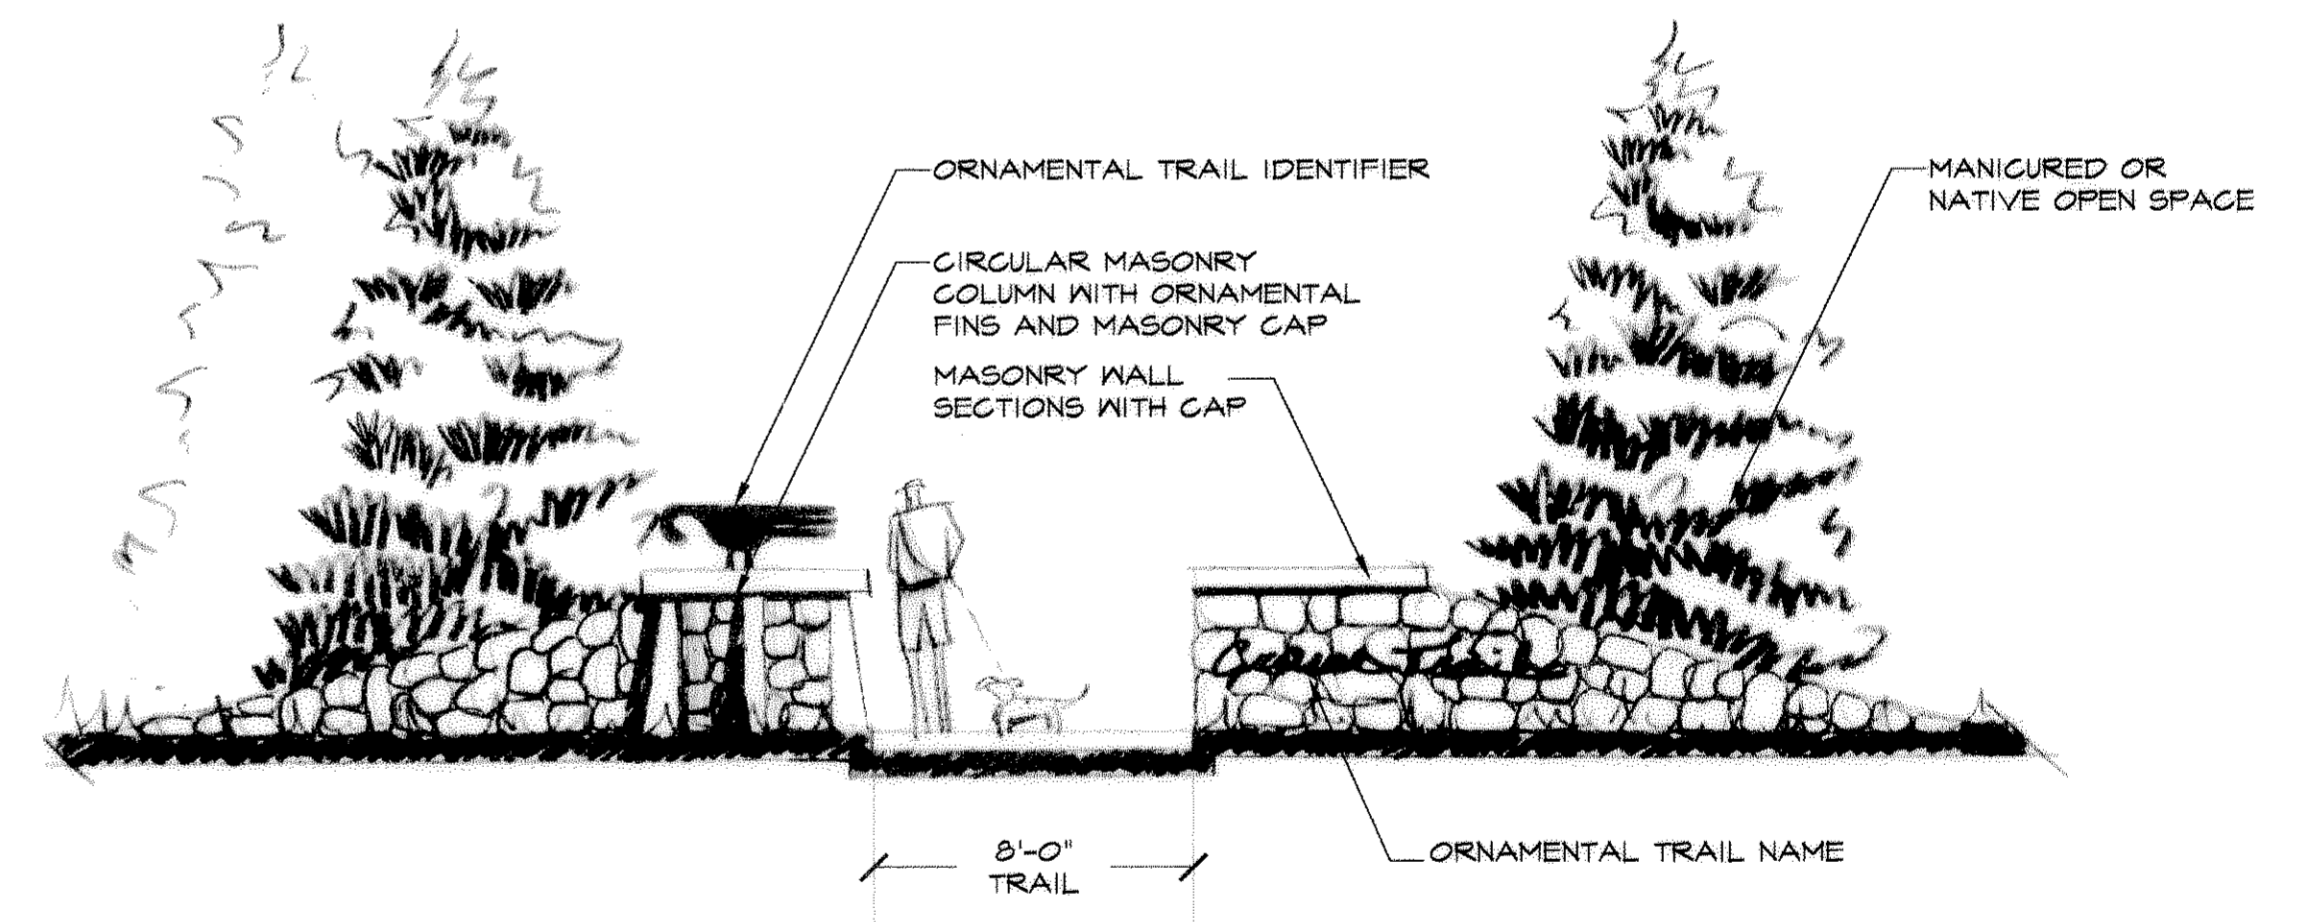 ORNAMENTAL TRAIL IDENTIFIER
CIRCULAR MASONRY
COLUMN WITH ORNAMENTAL
FINS AND MASONRY CAP
MASONRY WALL
SECTIONS WITH CAP
MANICURED OR
NATIVE OPEN SPACE
Trail
8'-0"
TRAIL
ORNAMENTAL TRAIL NAME